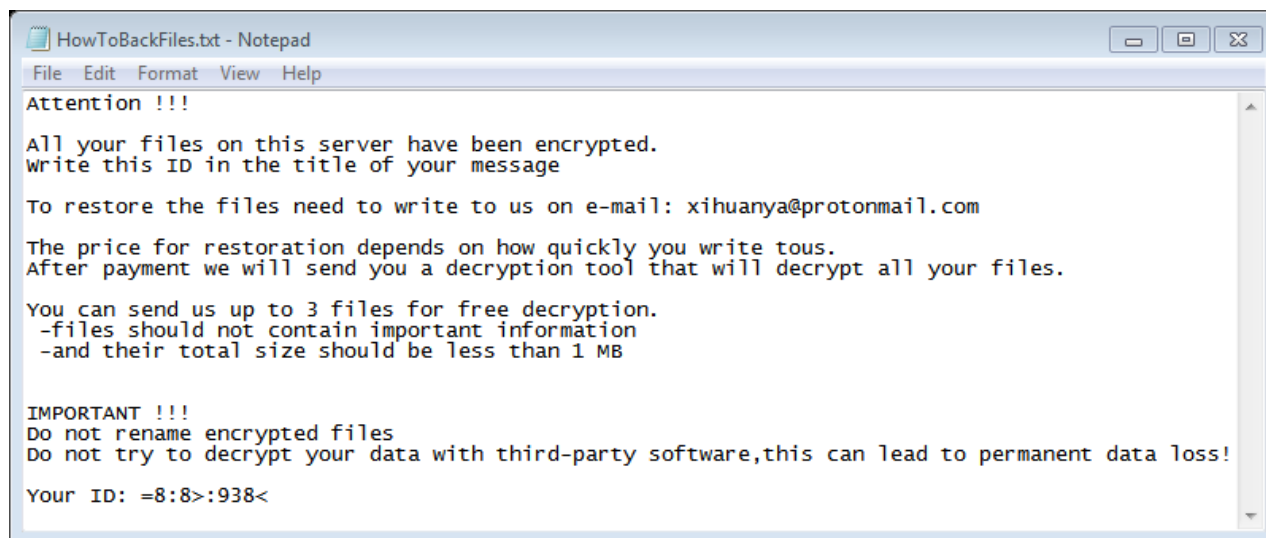 HowToBackFiles.txt - Notepad
File Edit Format View Help
Attention !!!
All your files on this server have been encrypted.
Write this ID in the title of your message
To restore the files need to write to us on e-mail: xihuanya@protonmail.com
The price for restoration depends on how quickly you write tous.
After payment we will send you a decryption tool that will decrypt all your files.
You can send us up to 3 files for free decryption.
-files should not contain important information
-and their total size should be less than 1 MB
IMPORTANT !!!
Do not rename encrypted files
Do not try to decrypt your data with third-party software,this can lead to permanent data loss!
Your ID: =8:8>:938<